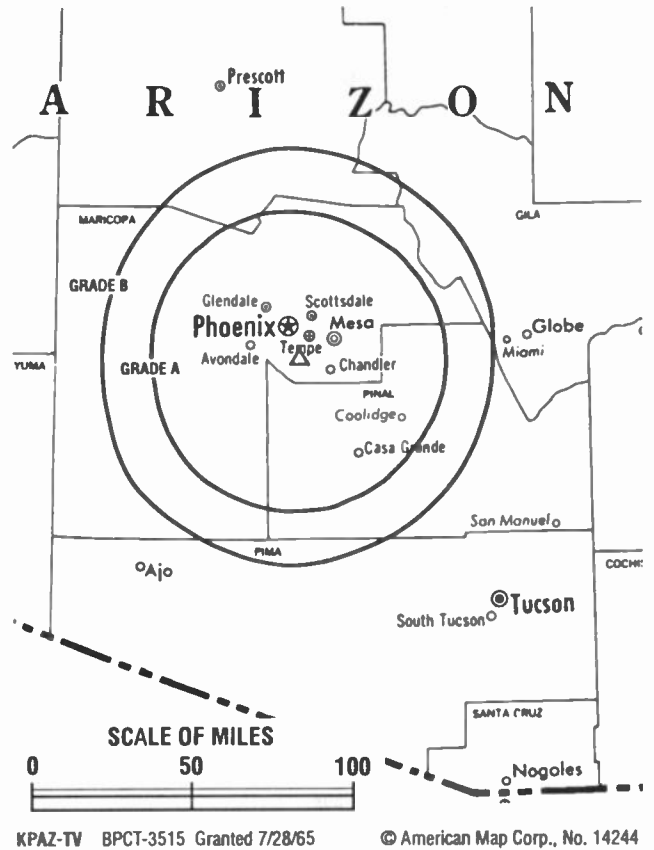 Prescott
A R I Z O N
MARICOPA
GILA
GRADE B
Glendale
Scottsdale
Phoenix
Mesa
Globe
Avondale
Tempe
Miami
YUMA
GRADE A
Chandler
PINAL
Coolidge
Casa Grande
San Manuel
PIMA
COCHIS
Ajo
Tucson
South Tucson
SANTA CRUZ
SCALE OF MILES
0 50 100
Nogoles
KPAZ-TV BPCT-3515 Granted 7/28/65 © American Map Corp., No. 14244